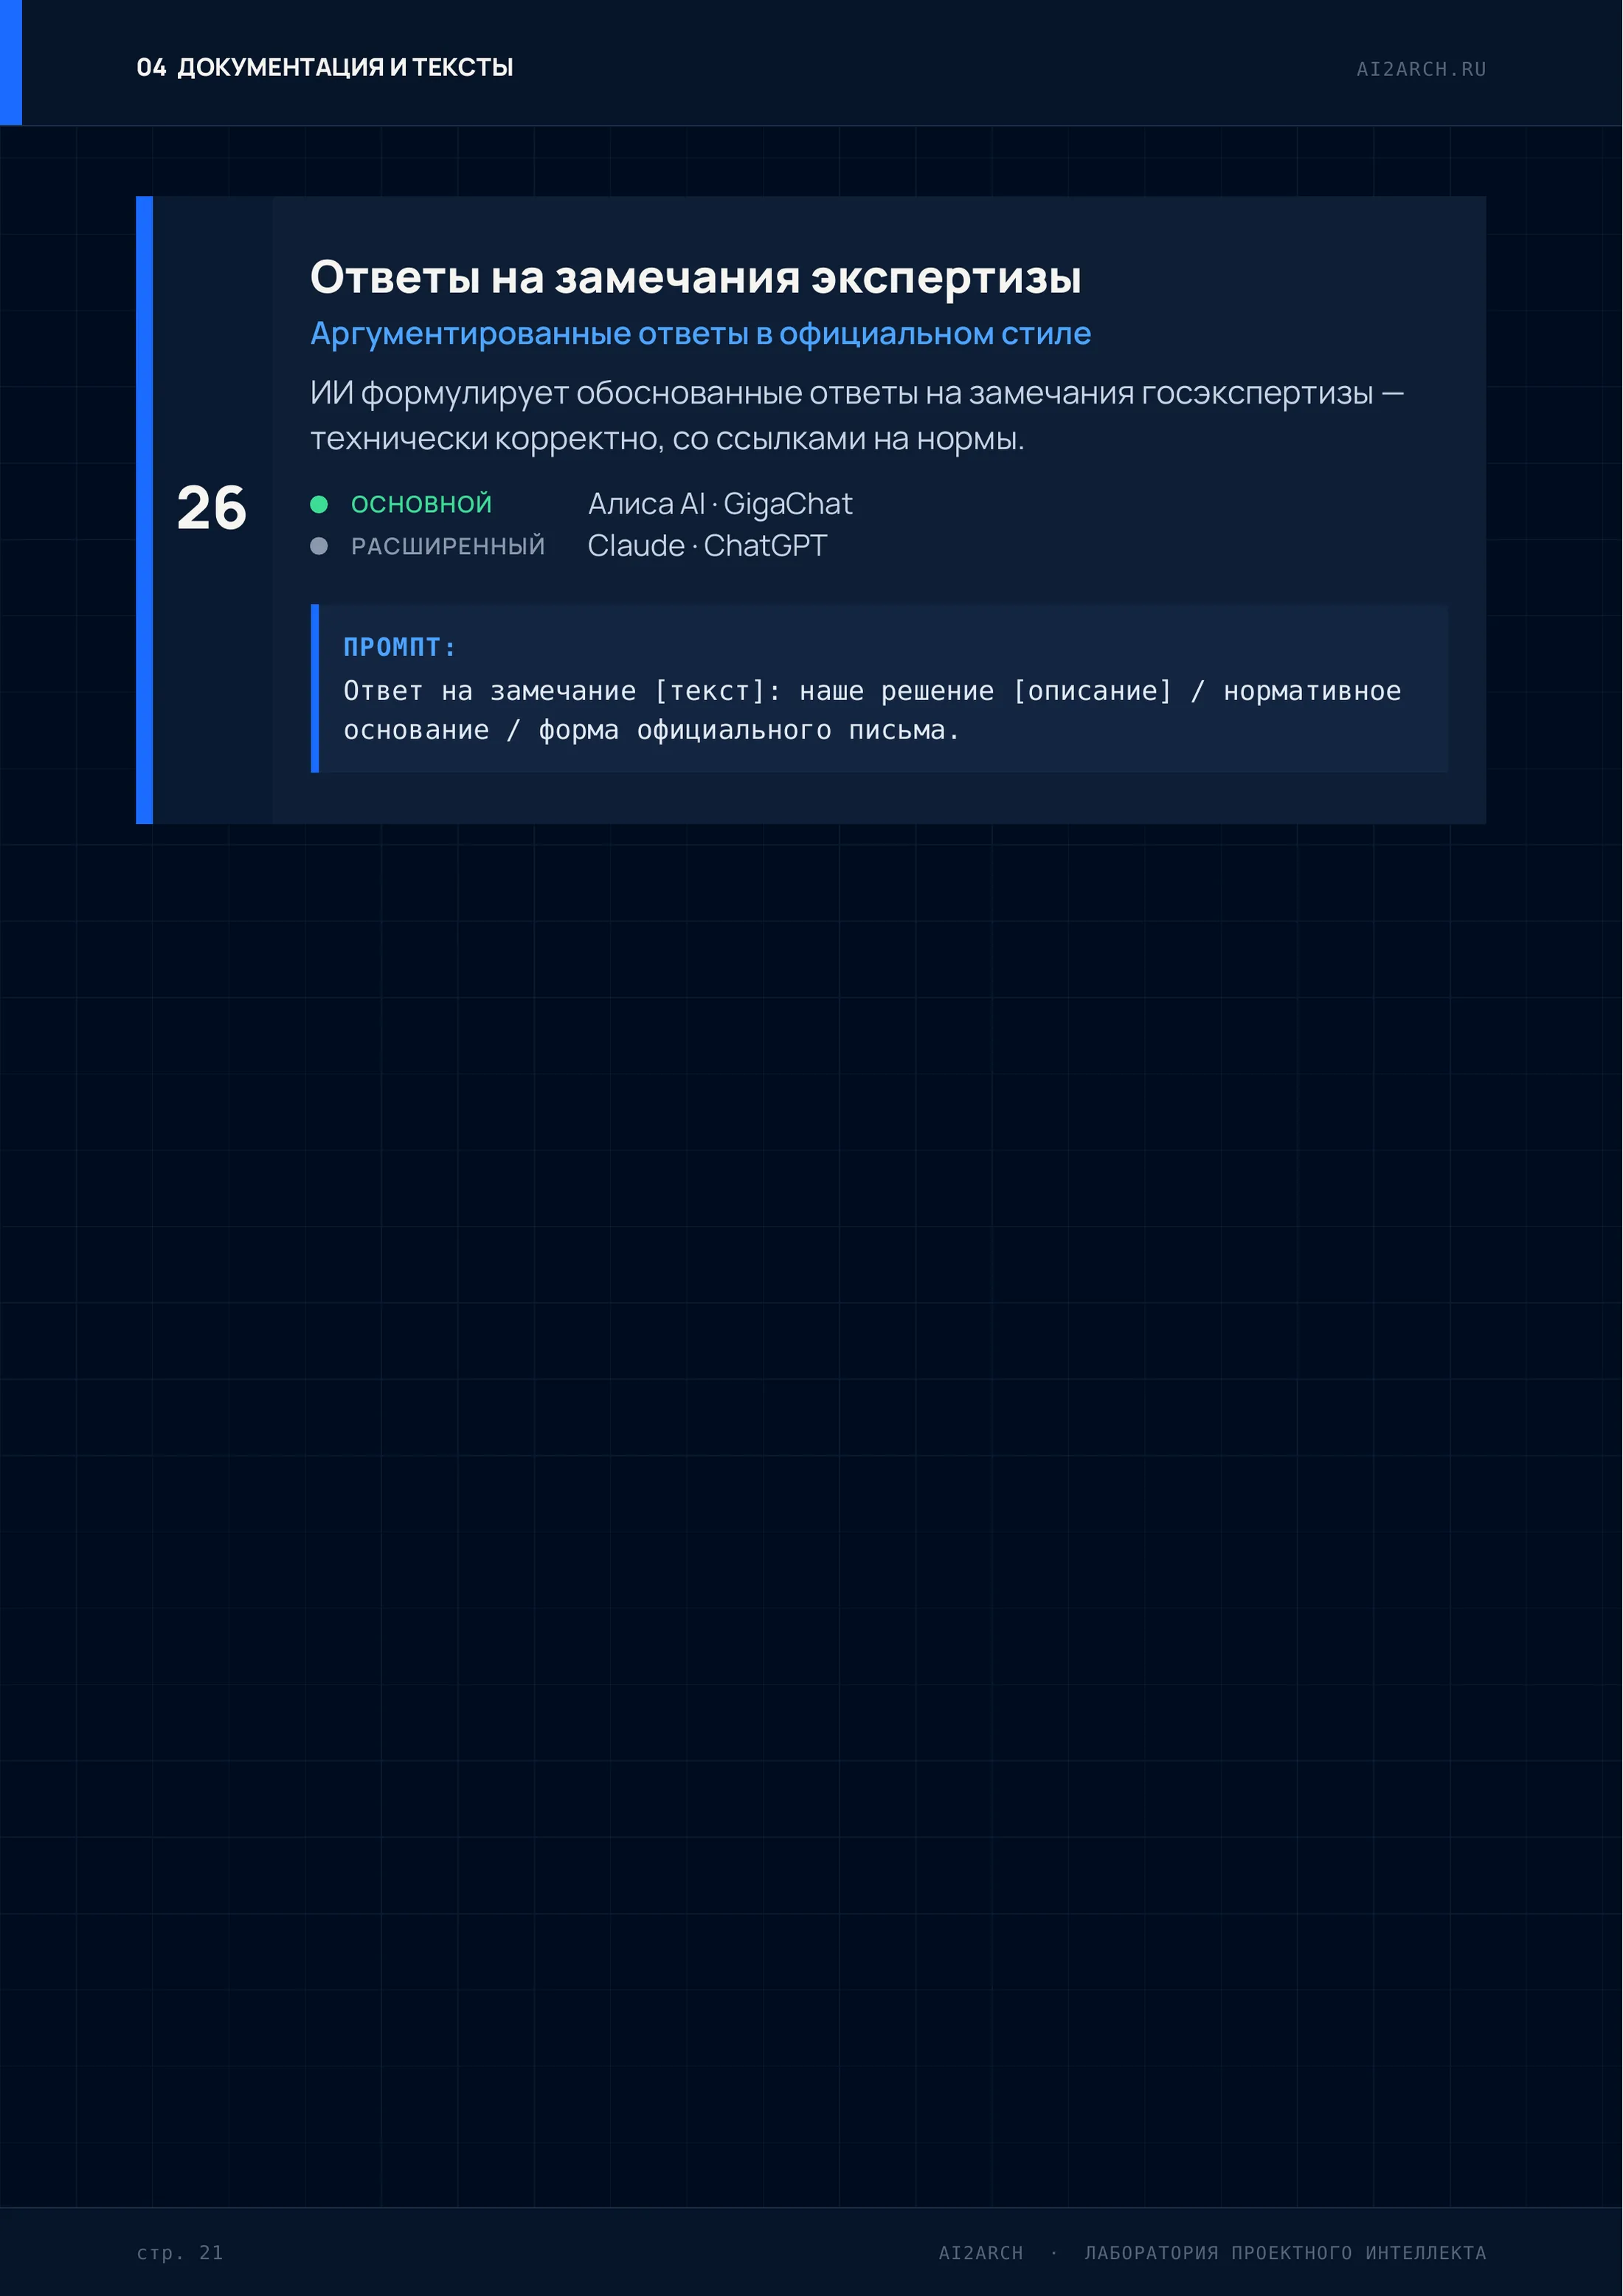 04 ДОКУМЕНТАЦИЯ И ТЕКСТЫ
AI2ARCH.RU
Ответы на замечания экспертизы
Аргументированные ответы в официальном стиле
ИИ формулирует обоснованные ответы на замечания госэкспертизы —
технически корректно, со ссылками на нормы.
26
ОСНОВНОЙ Алиса AI · GigaChat
РАСШИРЕННЫЙ Claude · ChatGPT
ПРОМПТ:
Ответ на замечание [текст]: наше решение [описание] / нормативное
основание / форма официального письма.
стр. 21
AI2ARCH · ЛАБОРАТОРИЯ ПРОЕКТНОГО ИНТЕЛЛЕКТА